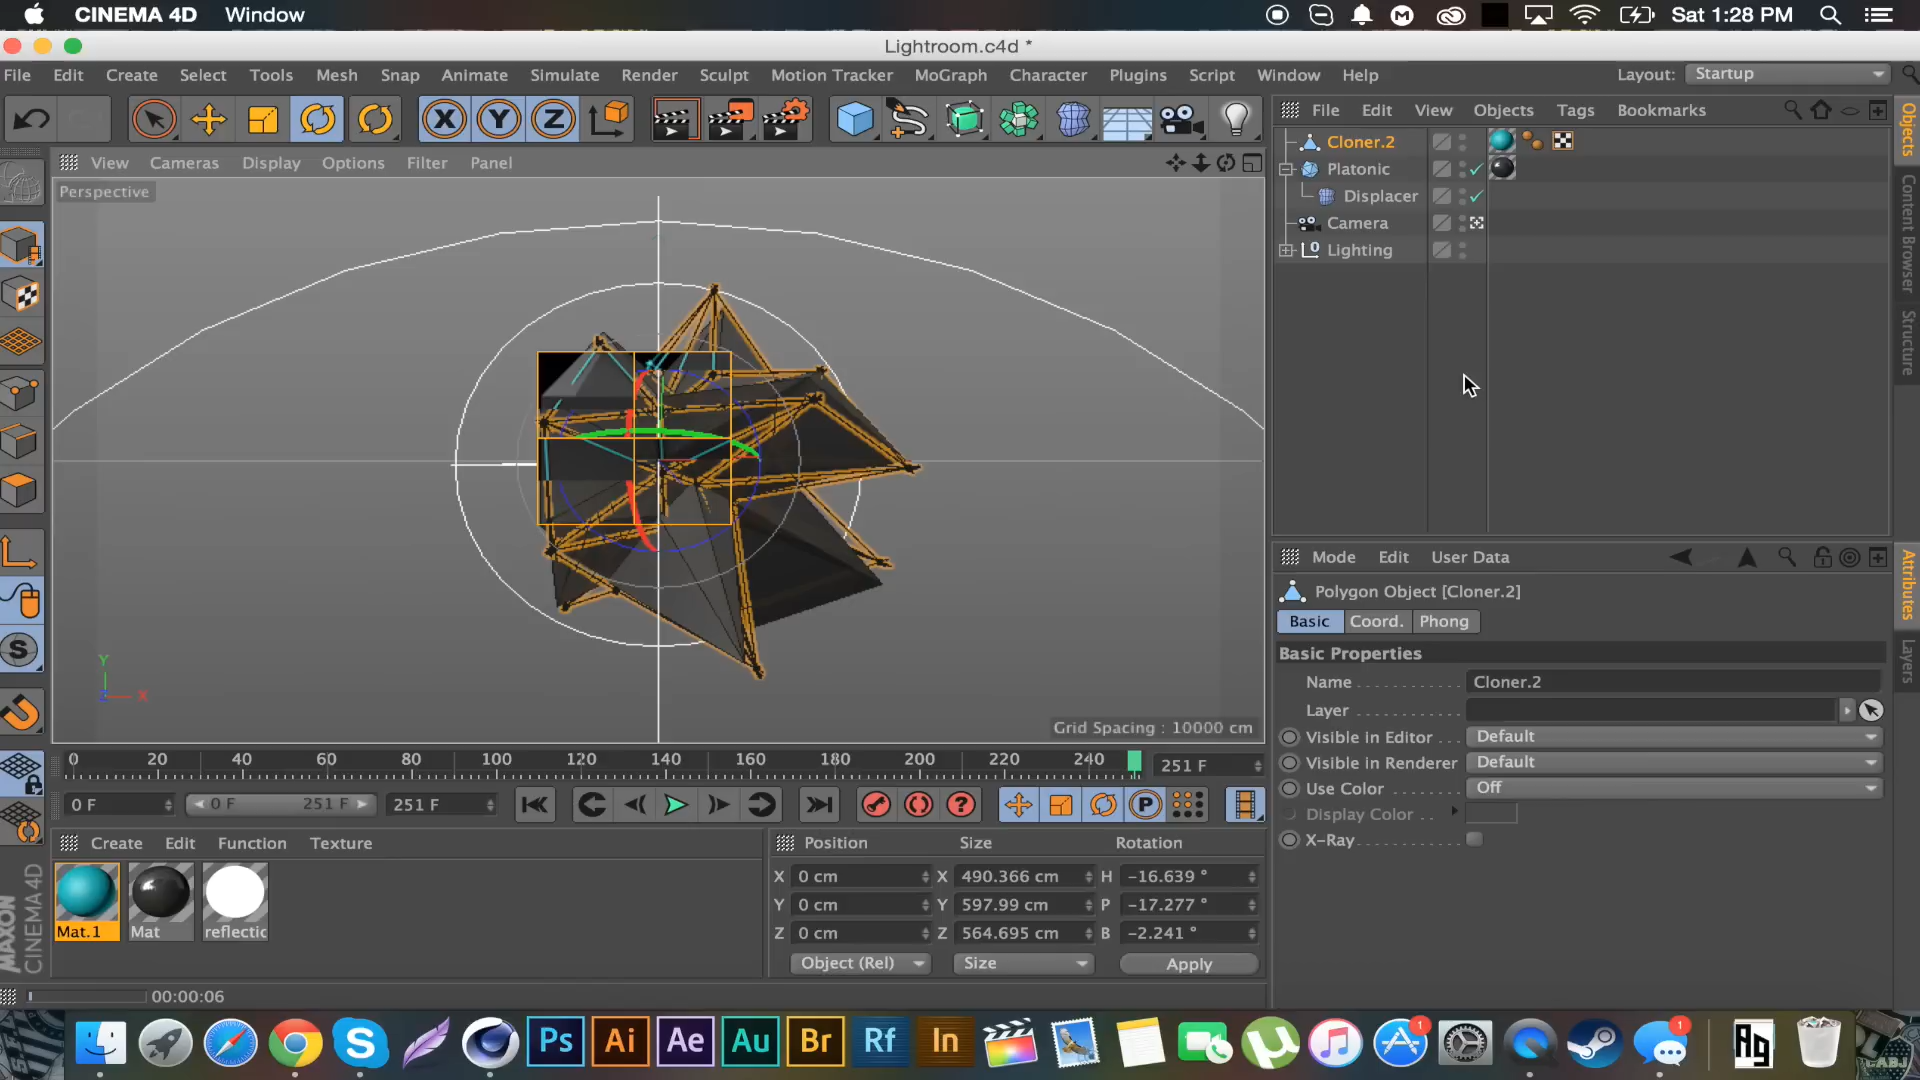 CINEMA 4D Window Sat 1:28 PM
Lightroom.c4d *
File Edit Create Select Tools Mesh Snap Animate Simulate Render Sculpt Motion Tracker MoGraph Character Plugins Script Window Help Layout: Startup
X Y Z
File Edit View Objects Tags Bookmarks
View Cameras Display Options Filter Panel
Perspective
Cloner.2
Platonic
Displacer
Camera
Lighting
Objects
Content Browser
Structure
Y
Z X
Grid Spacing : 10000 cm
Mode Edit User Data
Polygon Object [Cloner.2]
Basic Coord. Phong
Basic Properties
Name Cloner.2
Layer
Visible in Editor Default
Visible in Renderer Default
Use Color Off
Display Color
X-Ray
Attributes
Layers
0 20 40 60 80 100 120 140 160 180 200 220 240 251 F
0 F 0 F 251 F 251 F
Create Edit Function Texture
Mat.1 Mat reflectic
Position Size Rotation
X 0 cm X 490.366 cm H -16.639 °
Y 0 cm Y 597.99 cm P -17.277 °
Z 0 cm Z 564.695 cm B -2.241 °
Object (Rel) Size Apply
MAXON
CINEMA 4D
00:00:06
Ps Ai Ae Au Br Rf In 1 1 Ag